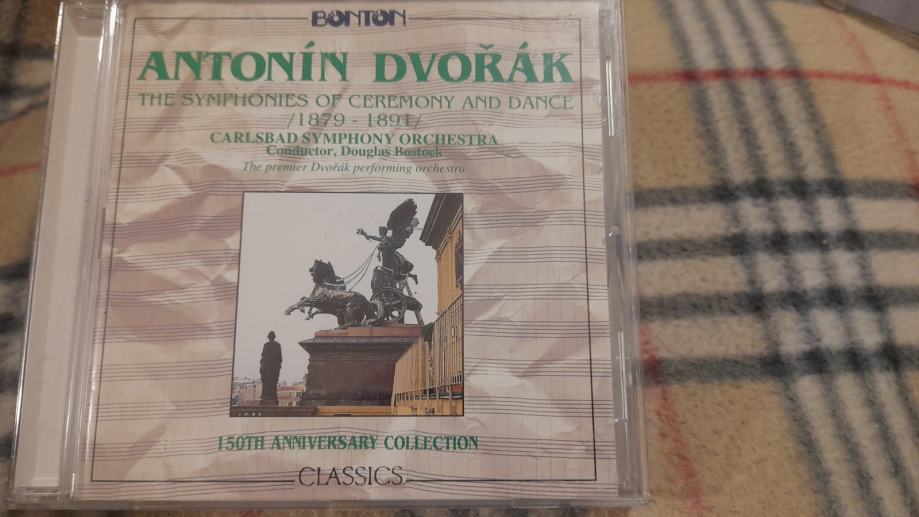 BONTON
ANTONÍN DVOŘÁK
THE SYMPHONIES OF CEREMONY AND DANCE
/1879 - 1891/
CARLSBAD SYMPHONY ORCHESTRA
Conductor, Douglas Bostock
The premier Dvořák performing orchestra
150TH ANNIVERSARY COLLECTION
CLASSICS